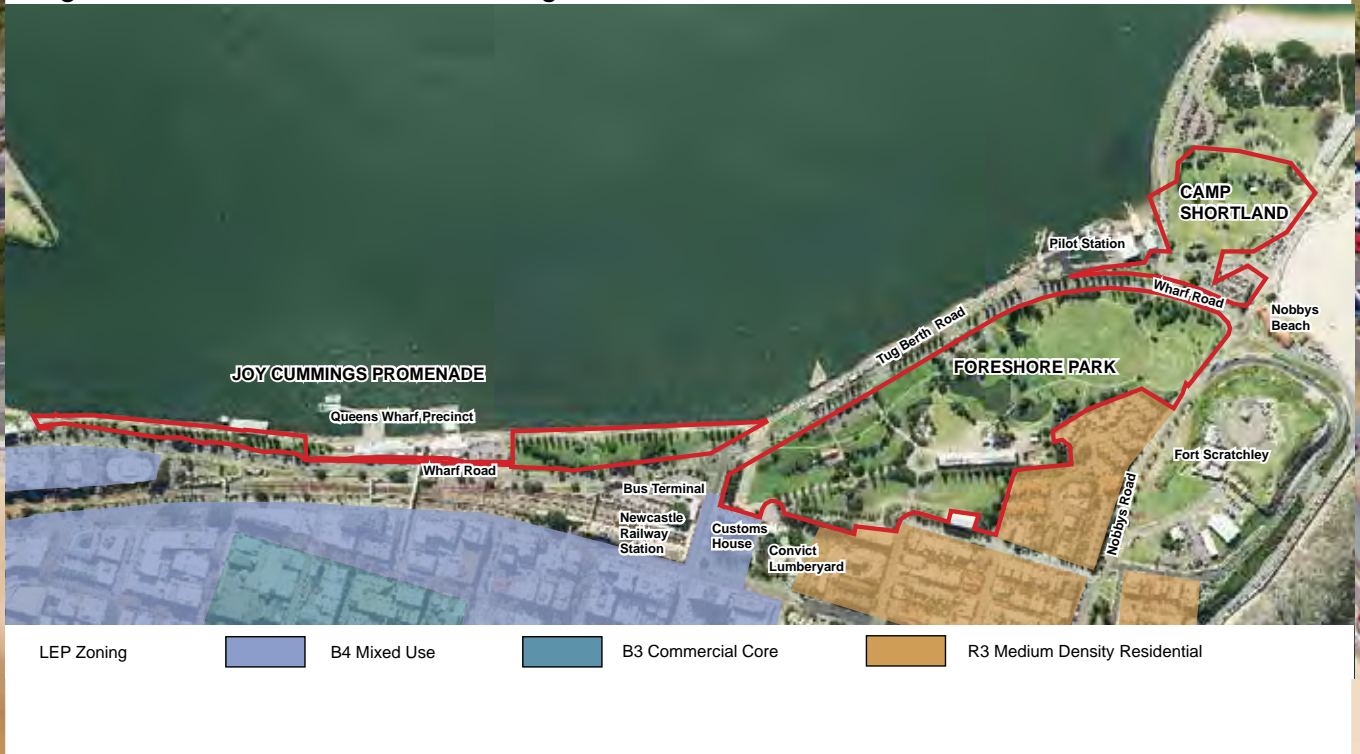 CAMP
SHORTLAND
Pilot Station
Wharf Road
Nobbys
Beach
Tug Berth Road
FORESHORE PARK
JOY CUMMINGS PROMENADE
Queens Wharf Precinct
Wharf Road
Fort Scratchley
Bus Terminal
Newcastle
Railway
Station
Customs
House
Convict
Lumberyard
Nobbys Road
LEP Zoning
B4 Mixed Use
B3 Commercial Core
R3 Medium Density Residential